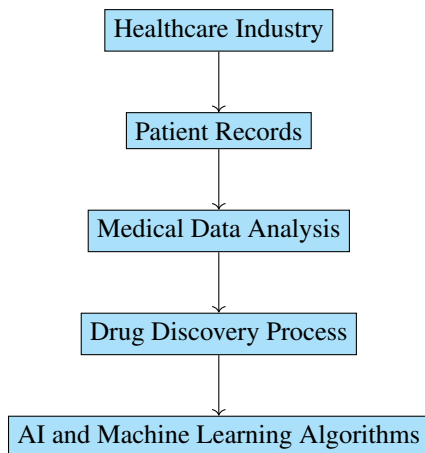 Healthcare Industry
Patient Records
Medical Data Analysis
Drug Discovery Process
AI and Machine Learning Algorithms